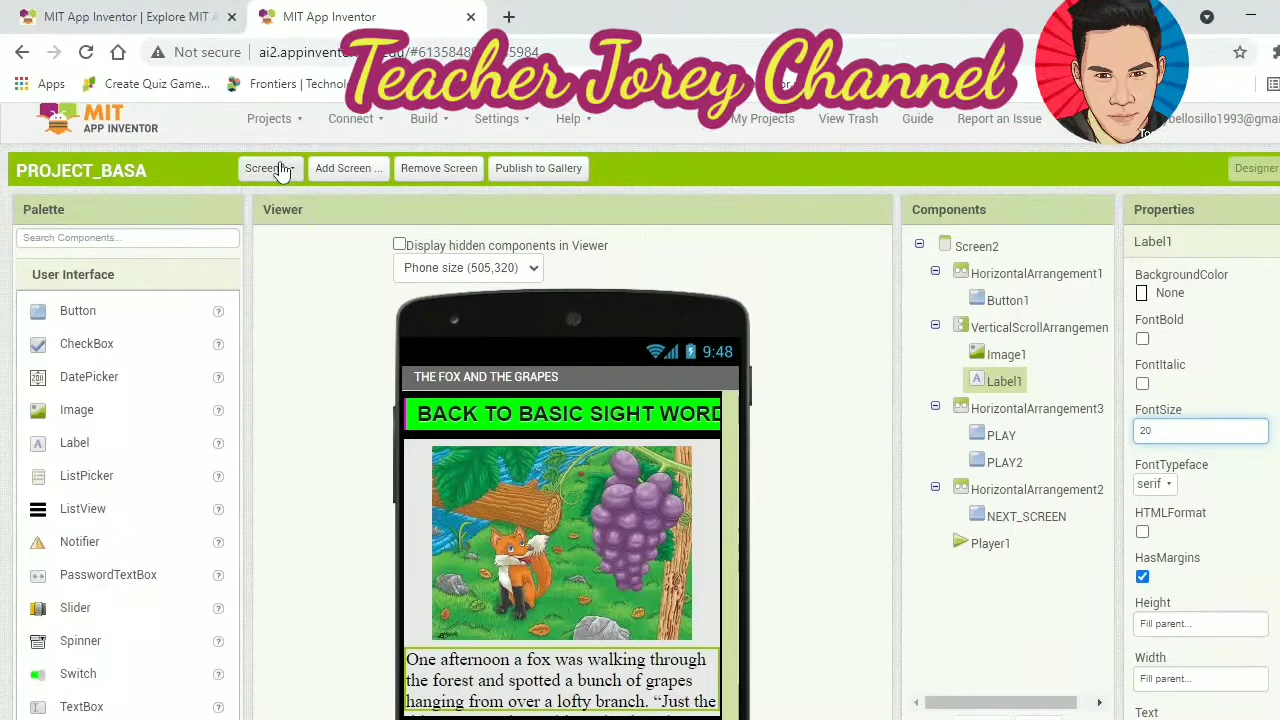 MIT App Inventor | Explore MIT A
MIT App Inventor
Not secure
ai2.appinvent
Teacher Jorey Channel
Apps
Create Quiz Game...
Frontiers | Technol
MIT
APP INVENTOR
Projects
Connect
Build
Settings
Help
My Projects
View Trash
Guide
Report an Issue
PROJECT_BASA
Add Screen ...
Remove Screen
Publish to Gallery
Designer
Palette
Viewer
Components
Properties
Search Components...
User Interface
Button
CheckBox
DatePicker
Image
Label
ListPicker
ListView
Notifier
PasswordTextBox
Slider
Spinner
Switch
TextBox
Display hidden components in Viewer
Phone size (505,320)
9:48
THE FOX AND THE GRAPES
BACK TO BASIC SIGHT WORD
One afternoon a fox was walking through
the forest and spotted a bunch of grapes
hanging from over a lofty branch. “Just the
Screen2
HorizontalArrangement1
Button1
VerticalScrollArrangemen
Image1
Label1
HorizontalArrangement3
PLAY
PLAY2
HorizontalArrangement2
NEXT_SCREEN
Player1
Label1
BackgroundColor
None
FontBold
FontItalic
FontSize
20
FontTypeface
serif
HTMLFormat
HasMargins
Height
Fill parent...
Width
Fill parent...
Text